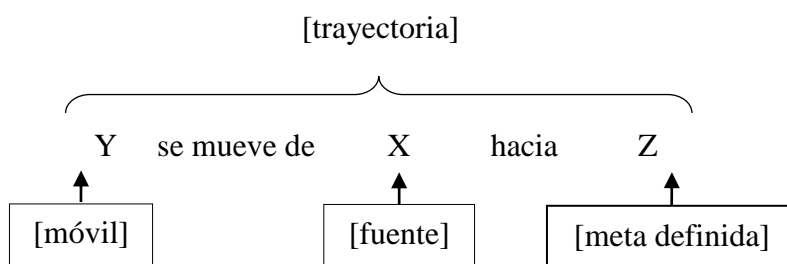 [trayectoria]
Y se mueve de X hacia Z
[móvil] [fuente] [meta definida]